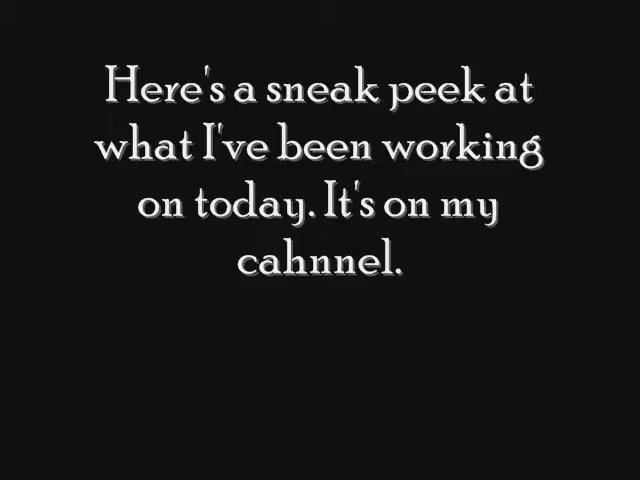 Here's a sneak peek at
what I've been working
on today. It's on my
cahnnel.